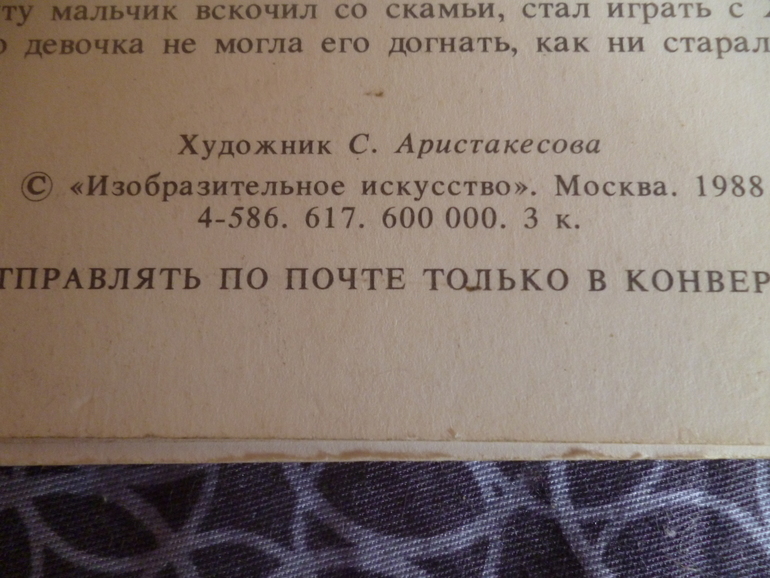 ту мальчик вскочил со скамьи, стал играть с
о девочка не могла его догнать, как ни старал
Художник С. Аристакесова
© «Изобразительное искусство». Москва. 1988
4-586. 617. 600 000. 3 к.
ТПРАВЛЯТЬ ПО ПОЧТЕ ТОЛЬКО В КОНВЕР